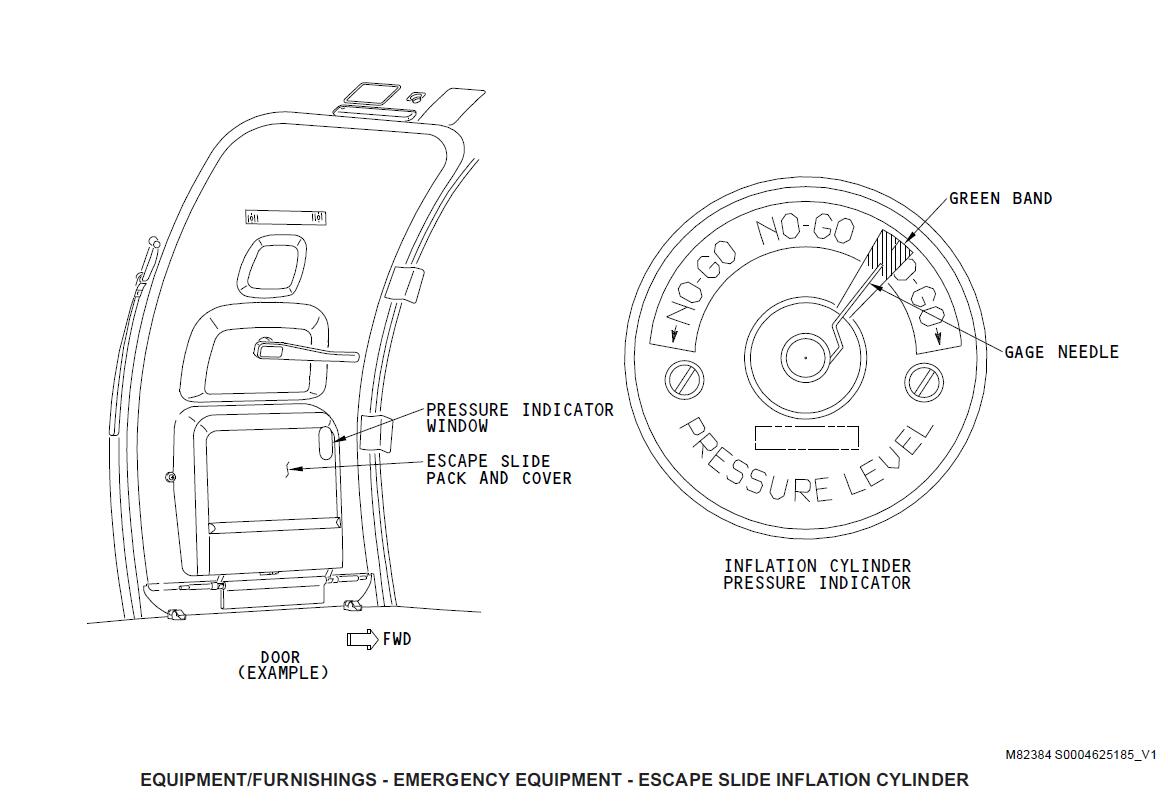 GREEN BAND
NO-GO
NO-GO
NO-GO
GAGE NEEDLE
PRESSURE INDICATOR
WINDOW
ESCAPE SLIDE
PACK AND COVER
PRESSURE LEVEL
INFLATION CYLINDER
PRESSURE INDICATOR
FWD
DOOR
(EXAMPLE)
M82384 S0004625185_V1
EQUIPMENT/FURNISHINGS - EMERGENCY EQUIPMENT - ESCAPE SLIDE INFLATION CYLINDER